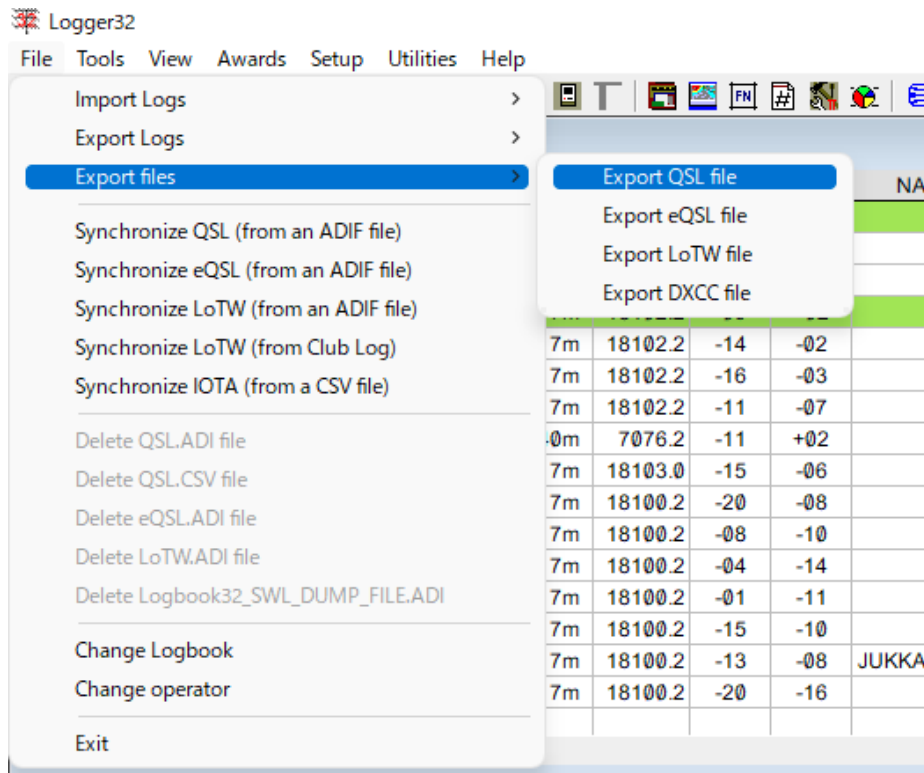 Logger32
File Tools View Awards Setup Utilities Help
Import Logs
Export Logs
Export files
Export QSL file
Export eQSL file
Export LoTW file
Export DXCC file
Synchronize QSL (from an ADIF file)
Synchronize eQSL (from an ADIF file)
Synchronize LoTW (from an ADIF file)
Synchronize LoTW (from Club Log)
Synchronize IOTA (from a CSV file)
Delete QSL.ADI file
Delete QSL.CSV file
Delete eQSL.ADI file
Delete LoTW.ADI file
Delete Logbook32_SWL_DUMP_FILE.ADI
Change Logbook
Change operator
Exit
FN
NA
7m 18102.2 -14 -02
7m 18102.2 -16 -03
7m 18102.2 -11 -07
0m 7076.2 -11 +02
7m 18103.0 -15 -06
7m 18100.2 -20 -08
7m 18100.2 -08 -10
7m 18100.2 -04 -14
7m 18100.2 -01 -11
7m 18100.2 -15 -10
7m 18100.2 -13 -08 JUKKA
7m 18100.2 -20 -16